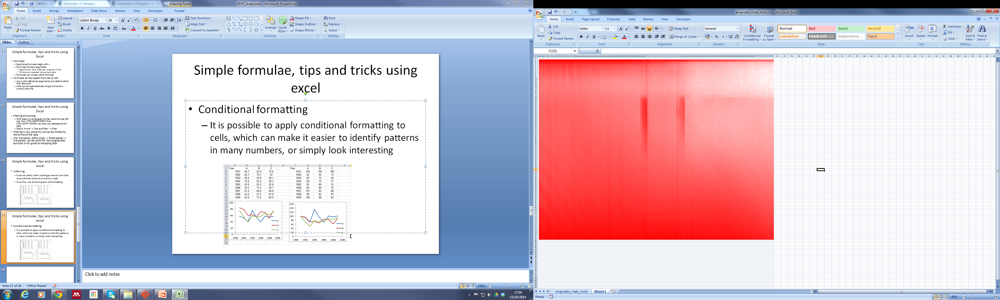 Drawing Tools
FFFF_Slides.pptx - Microsoft PowerPoint
Home Insert Design Animations Slide Show Review View Developer Format
Paste
Cut
Copy
Format Painter
Clipboard
New Slide
Layout
Reset
Delete
Slides
Calibri (Body) 28
Font
Text Direction
Align Text
Convert to SmartArt
Paragraph
Arrange
Quick Styles
Shape Fill
Shape Outline
Shape Effects
Drawing
Find
Replace
Select
Editing
Slides Outline
14
Simple formulae, tips and tricks using
Excel
• Formulae:
– Specifying formulae: begin with =
– Formulae contains arguments
– Formulae can contain other formulae
• Formulae can be copied from cell to cell:
– Input cells references (arguments) are relative rather
than absolute
– Cells can be made absolute using $, the anchor
symbol (Also F4)
15
Simple formulae, tips and tricks using
Excel
• Filtering and sorting
– With data in a rectangular format, select the top left
cell, then CTRL+SHIFT+RIGHT, then
CTRL+SHIFT+DOWN: You have now selected all the
data
– Select 'Home' -> 'Sort and Filter' -> Filter
• Filtering is very powerful, but can be limited by
the format of the data
• The 'transpose' option (Copy -> Paste special ->
Transpose), can be useful for rearranging data.
But Excel is not great at reshaping data
16
Simple formulae, tips and tricks using
excel
• Indexing:
– It can be useful, when looking at trends over time,
to put all time series to a common scale
– To do this, use anchoring and cell formatting
17
Simple formulae, tips and tricks using
excel
• Conditional formatting
– It is possible to apply conditional formatting to
cells, which can make it easier to identify patterns
in many numbers, or simply look interesting
18
Simple formulae, tips and tricks using
excel
• Conditional formatting
– It is possible to apply conditional formatting to
cells, which can make it easier to identify patterns
in many numbers, or simply look interesting
A B C D E F G H I J
1 Year A B C Year A B C
2 1991 56.7 83.4 75.6 1991 100 100 100
3 1992 52.7 79.1 55 1992 93 95 73
4 1993 39.4 59.9 38.1 1993 69 72 50
5 1994 75.8 62.2 58.3 1994 134 75 77
6 1995 53.6 55.3 55.6 1995 95 66 74
7 1996 39.3 71.5 56.7 1996 69 86 75
8 1997 57.2 69.2 66.6 1997 101 83 88
9 1998 54.2 51.5 61.6 1998 96 62 81
10 1999 56.9 73.5 69.9 1999 100 88 92
11
12
13
14
15
16
17
18
19
20
21
22
23
24
100
80
60
40
20
0
1990 1992 1994 1996 1998 2000
A
B
C
160
140
120
100
80
60
40
20
0
1990 1992 1994 1996 1998 2000
A
B
C
Click to add notes
Slide 17 of 20 "Office Theme" 100%
17:04
15/10/2014
engwales_male_total.csv - Microsoft Excel
Home Insert Page Layout Formulas Data Review View Developer
Paste
Cut
Copy
Format Painter
Clipboard
Calibri 11
Font
Wrap Text
Merge & Center
Alignment
General
Number
Conditional Formatting
Format as Table
Normal Bad Good Neutral
Calculation Check Cell Explanatory ... Input
Styles
Insert Delete Format
Cells
AutoSum
Fill
Clear
Sort & Filter
Find & Select
Editing
FU51
fx
engwales_male_total Sheet1
Ready 40%